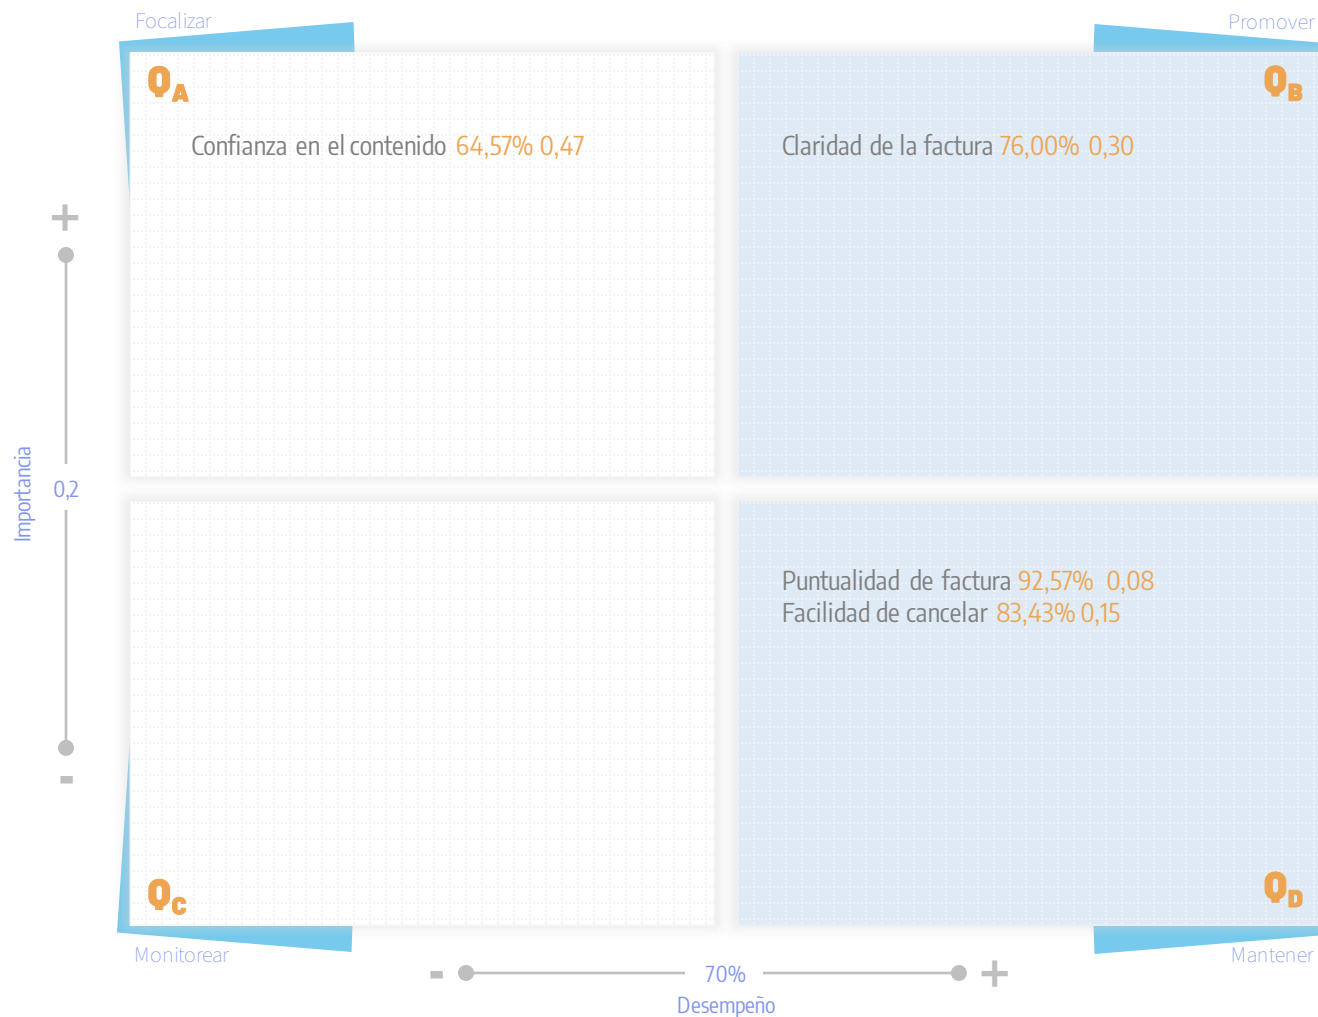 Focalizar
Promover
QA
QB
Confianza en el contenido 64,57% 0,47
Claridad de la factura 76,00% 0,30
+
Importancia
0,2
-
Puntualidad de factura 92,57% 0,08
Facilidad de cancelar 83,43% 0,15
QC
QD
Monitorear
Mantener
- 70% +
Desempeño